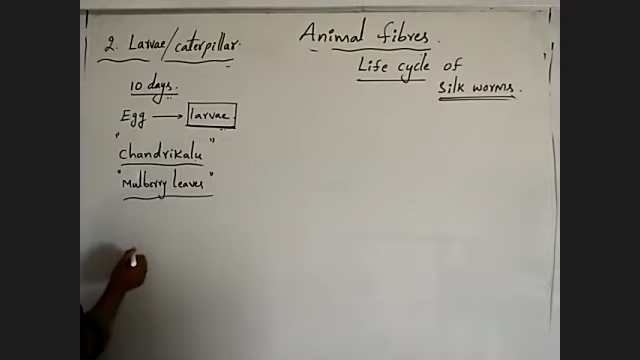 2. Larvae/caterpillar.
10 days.
Egg → larvae
"Chandrikalu"
"Mulberry leaves"
Animal fibres.
Life cycle of
silk worms.